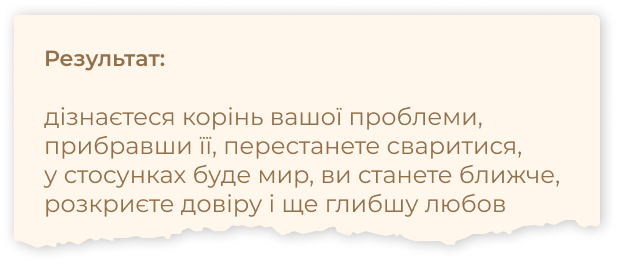 Результат:
дізнаєтеся корінь вашої проблеми,
прибравши її, перестанете сваритися,
у стосунках буде мир, ви станете ближче,
розкриєте довіру і ще глибшу любов